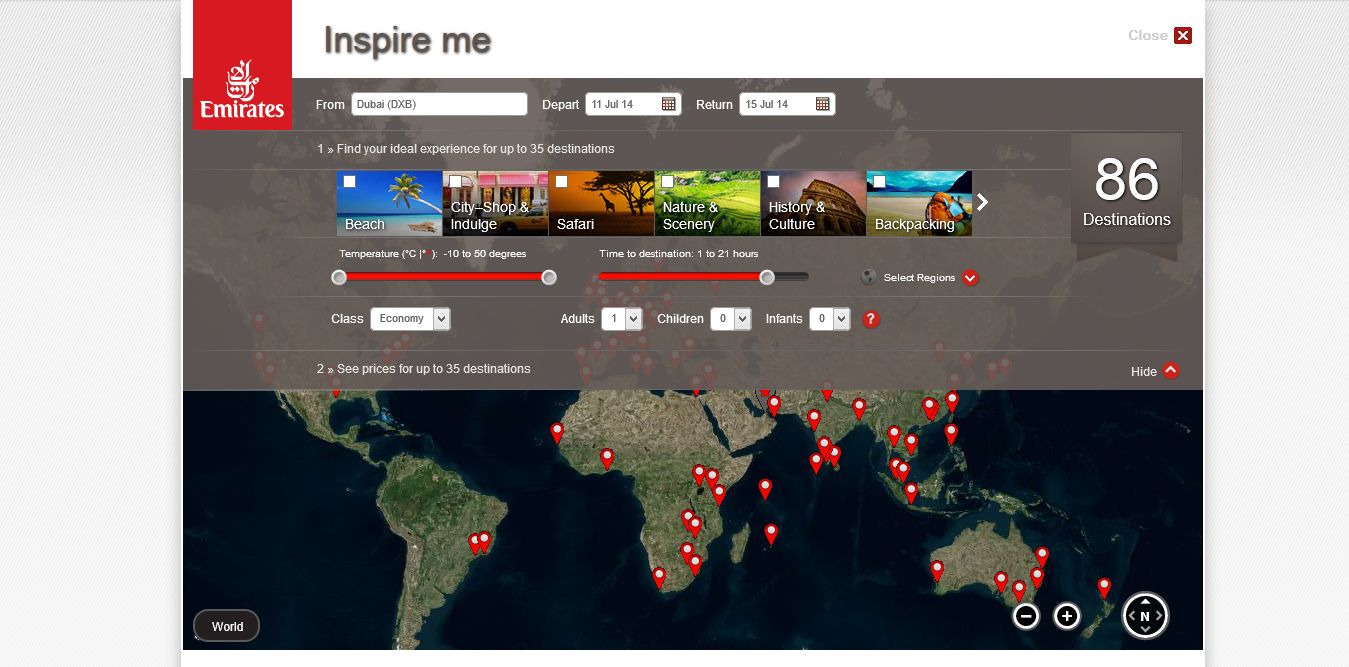 Inspire me
Close
Emirates
From Dubai (DXB) Depart 11 Jul 14 Return 15 Jul 14
1 » Find your ideal experience for up to 35 destinations
86
Destinations
Beach
City–Shop &
Indulge
Safari
Nature &
Scenery
History &
Culture
Backpacking
Temperature (°C |° ): -10 to 50 degrees
Time to destination: 1 to 21 hours
Select Regions
Class Economy Adults 1 Children 0 Infants 0 ?
2 » See prices for up to 35 destinations
Hide
World
N